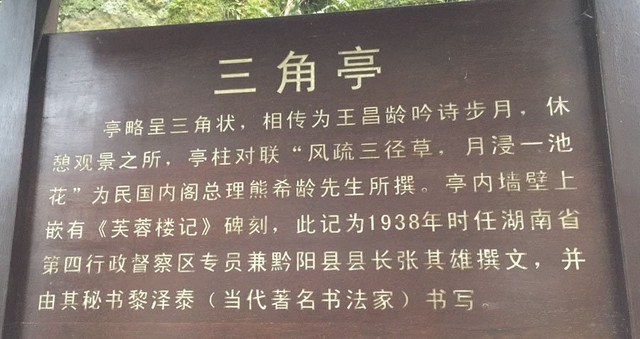 三角亭
亭略呈三角状，相传为王昌龄吟诗步月，休
憩观景之所，亭柱对联“风疏三径草，月浸一池
花”为民国内阁总理熊希龄先生所撰。亭内墙壁上
嵌有《芙蓉楼记》碑刻，此记为1938年时任湖南省
第四行政督察区专员兼黔阳县县长张其雄撰文，并
由其秘书黎泽泰（当代著名书法家）书写